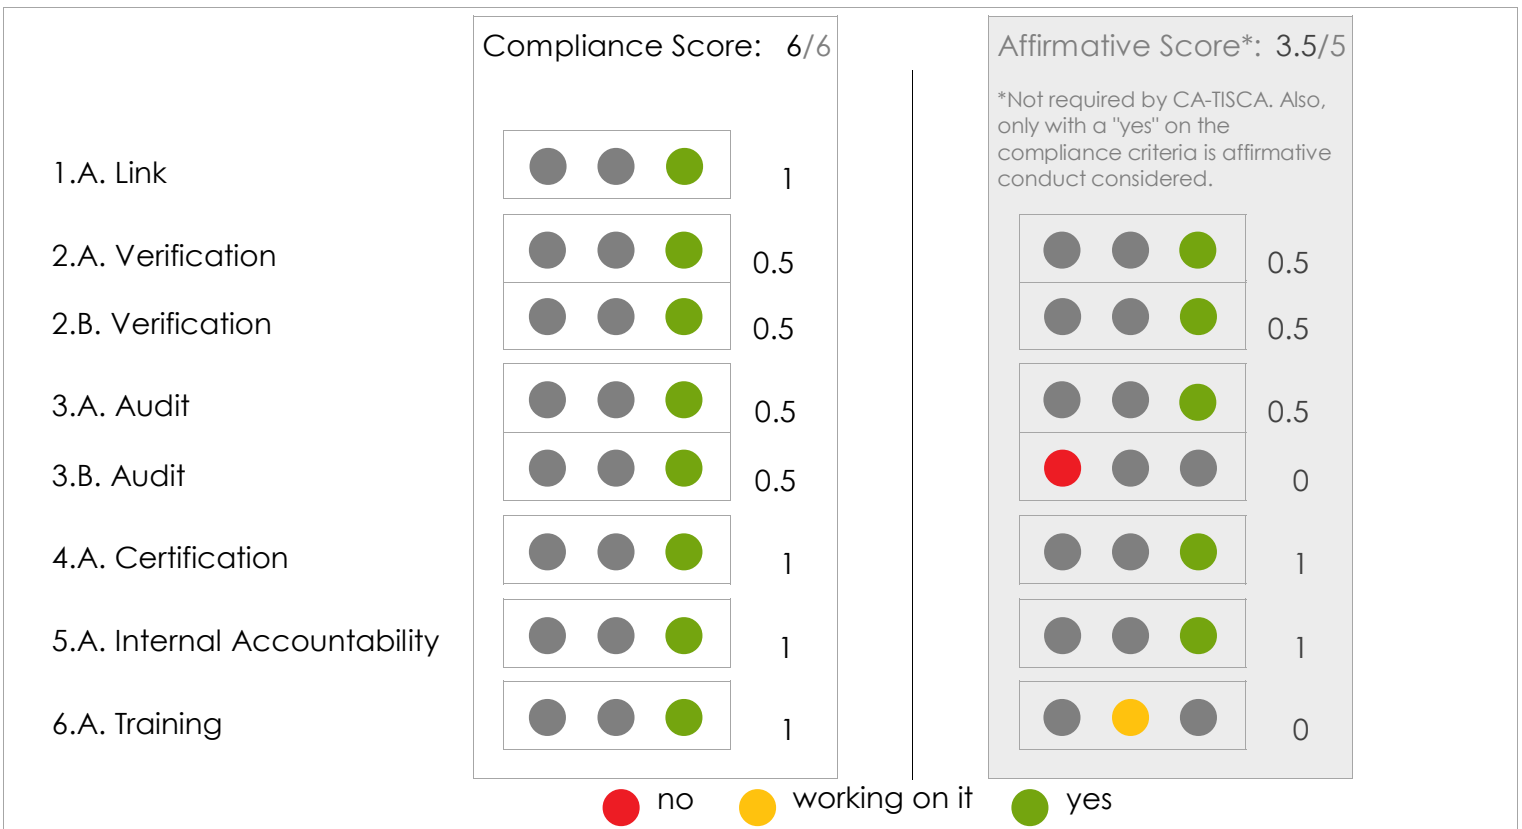 Compliance Score: 6/6
Affirmative Score*: 3.5/5
*Not required by CA-TISCA. Also,
only with a "yes" on the
compliance criteria is affirmative
conduct considered.
1.A. Link 1
2.A. Verification 0.5 0.5
2.B. Verification 0.5 0.5
3.A. Audit 0.5 0.5
3.B. Audit 0.5 0
4.A. Certification 1 1
5.A. Internal Accountability 1 1
6.A. Training 1 0
no working on it yes